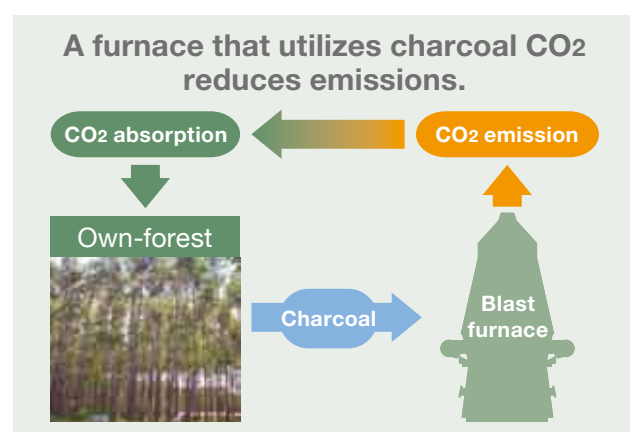 A furnace that utilizes charcoal CO2
reduces emissions.
CO2 absorption
CO2 emission
Own-forest
Charcoal
Blast
furnace